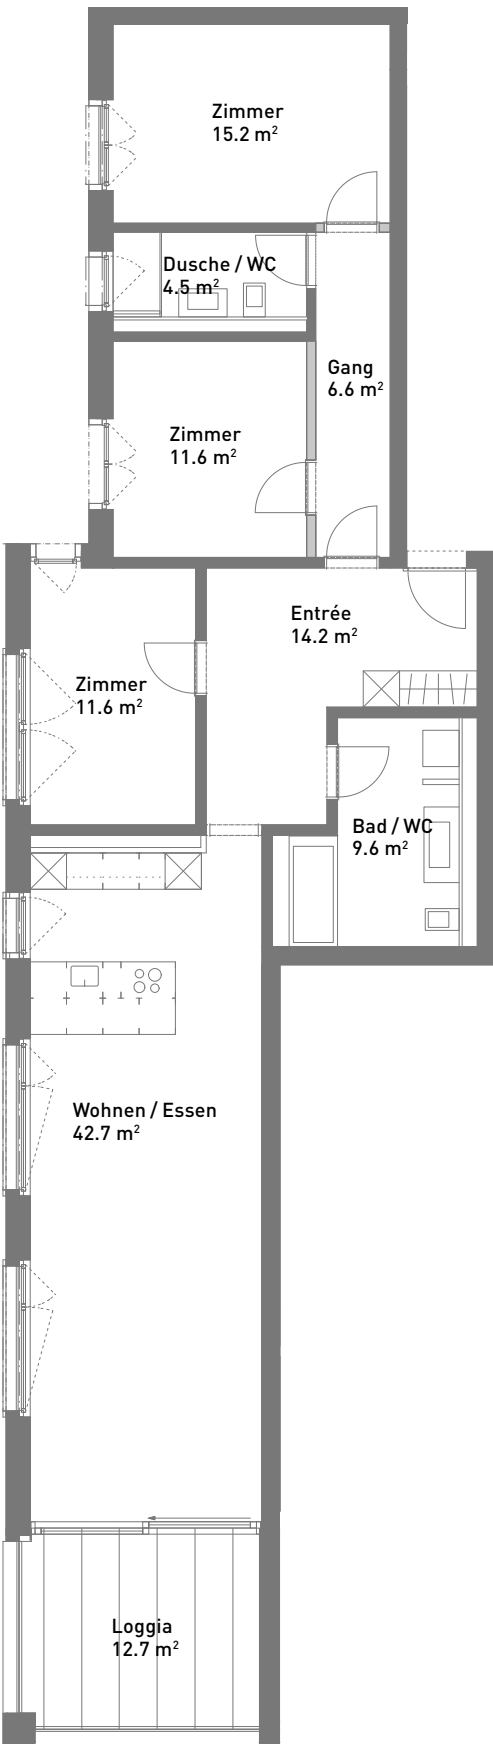 Zimmer
15.2 m²
Dusche / WC
4.5 m²
Gang
6.6 m²
Zimmer
11.6 m²
Entrée
14.2 m²
Zimmer
11.6 m²
Bad / WC
9.6 m²
Wohnen / Essen
42.7 m²
Loggia
12.7 m²